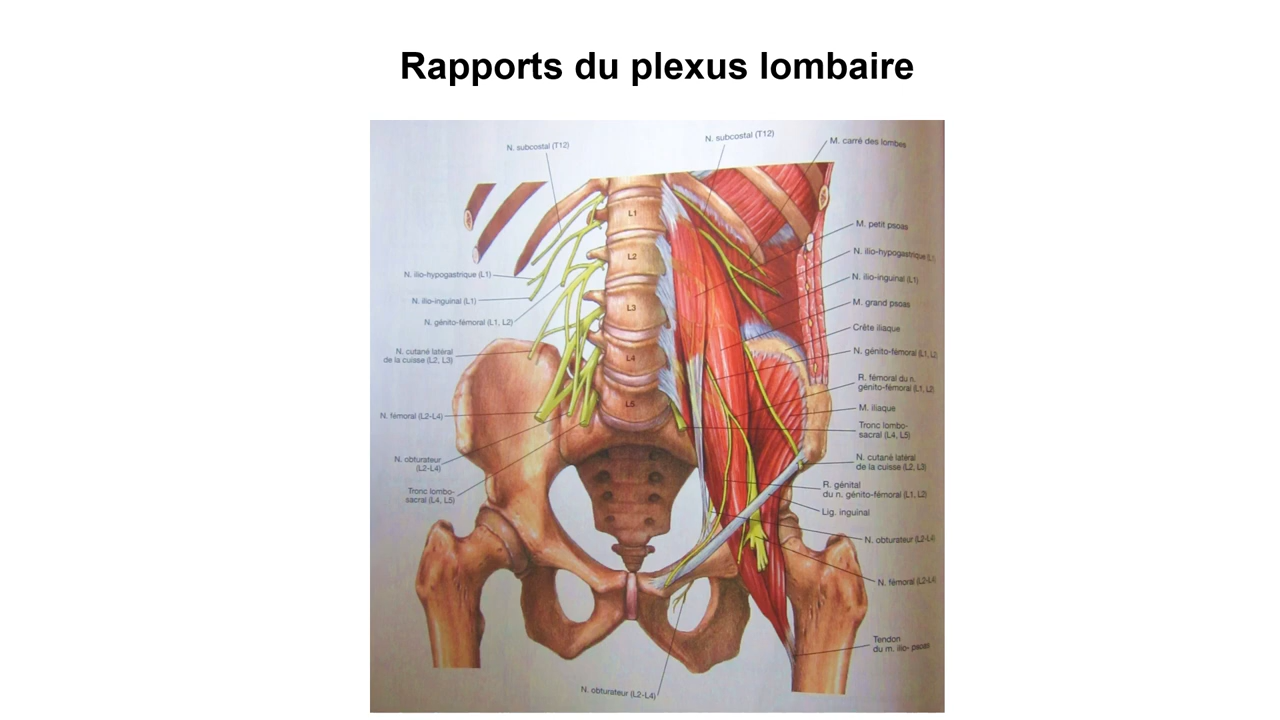 Rapports du plexus lombaire
N. subcostal (T12)
N. subcostal (T12)
M. carré des lombes
L1
L2
L3
L4
L5
N. ilio-hypogastrique (L1)
N. ilio-inguinal (L1)
N. génito-fémoral (L1, L2)
N. cutané latéral
de la cuisse (L2, L3)
N. fémoral (L2-L4)
N. obturateur
(L2-L4)
Tronc lombo-
sacral (L4, L5)
M. petit psoas
N. ilio-hypogastrique (L1)
N. ilio-inguinal (L1)
M. grand psoas
Crête iliaque
N. génito-fémoral (L1, L2)
R. fémoral du n.
génito-fémoral (L1, L2)
M. iliaque
Tronc lombo-
sacral (L4, L5)
N. cutané latéral
de la cuisse (L2, L3)
R. génital
du n. génito-fémoral (L1, L2)
Lig. inguinal
N. obturateur (L2-L4)
N. fémoral (L2-L4)
Tendon
du m. ilio- psoas
N. obturateur (L2-L4)